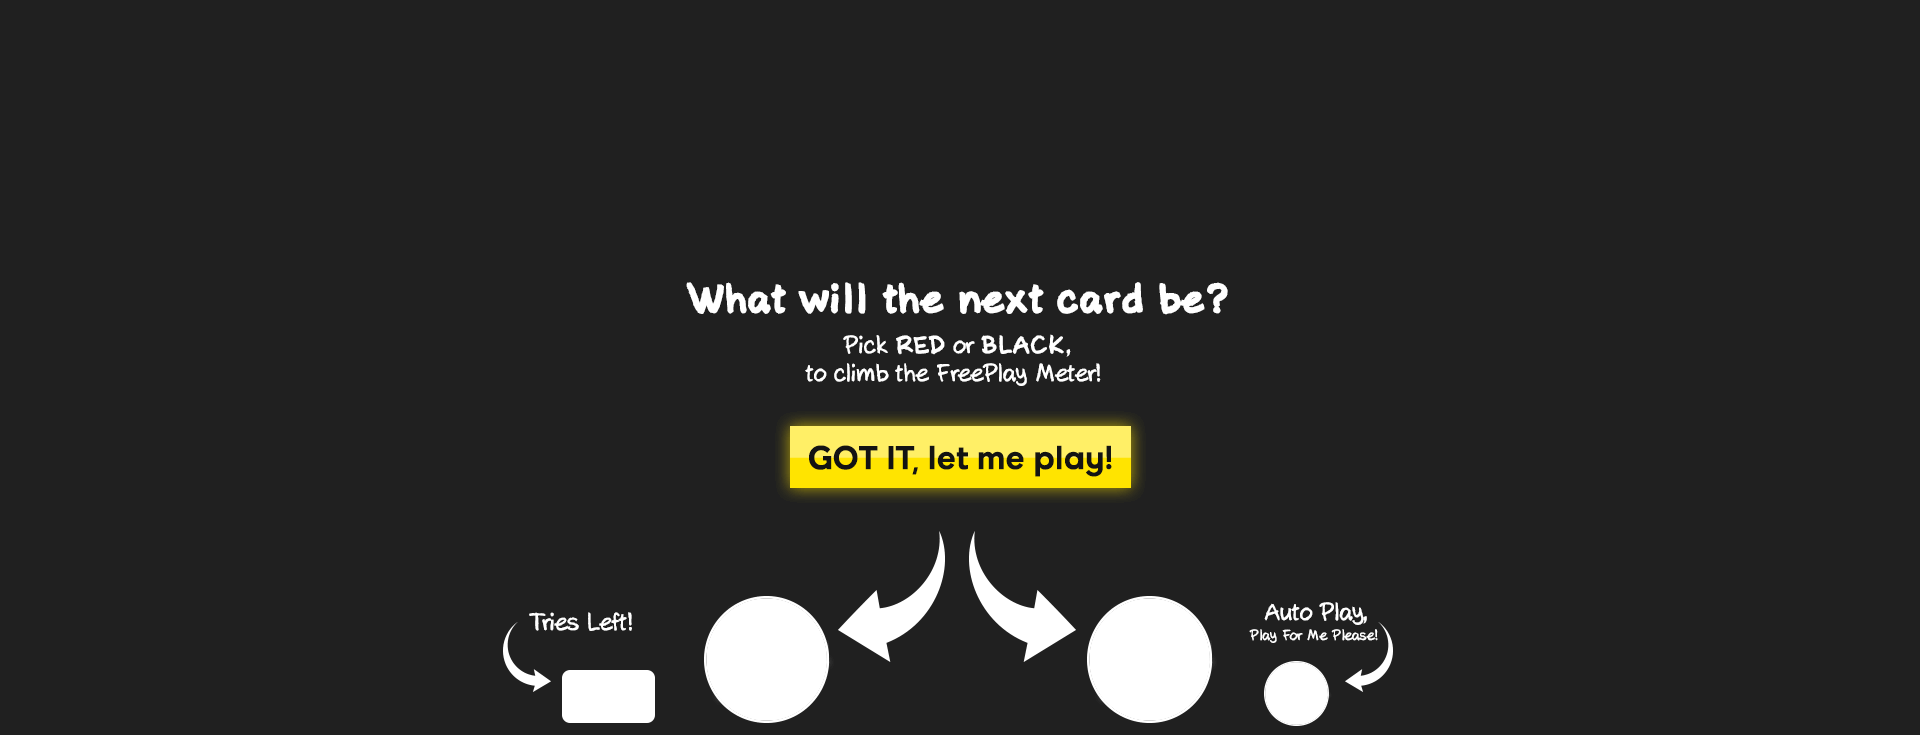 What will the next card be?
Pick RED or BLACK,
to climb the FreePlay Meter!
GOT IT, let me play!
Tries Left!
Auto Play,
Play For Me Please!